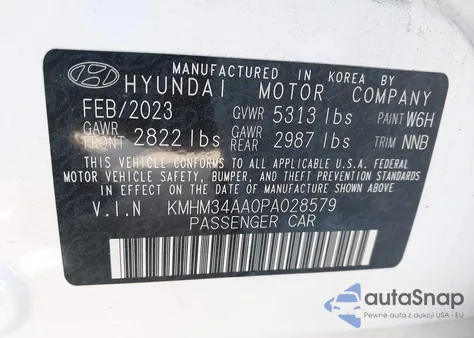 MANUFACTURED IN KOREA BY
HYUNDAI MOTOR COMPANY
FEB/2023 GVWR 5313 lbs PAINT W6H
GAWR FRONT 2822 lbs GAWR REAR 2987 lbs TRIM NNB
THIS VEHICLE CONFORMS TO ALL APPLICABLE U.S.A. FEDERAL
MOTOR VEHICLE SAFETY, BUMPER, AND THEFT PREVENTION
STANDARDS IN EFFECT ON THE DATE OF MANUFACTURE SHOWN ABOVE.
V.I.N KMHM34AA0PA028579
PASSENGER CAR
autoSnap
Pewne auta z aukcji USA i EU